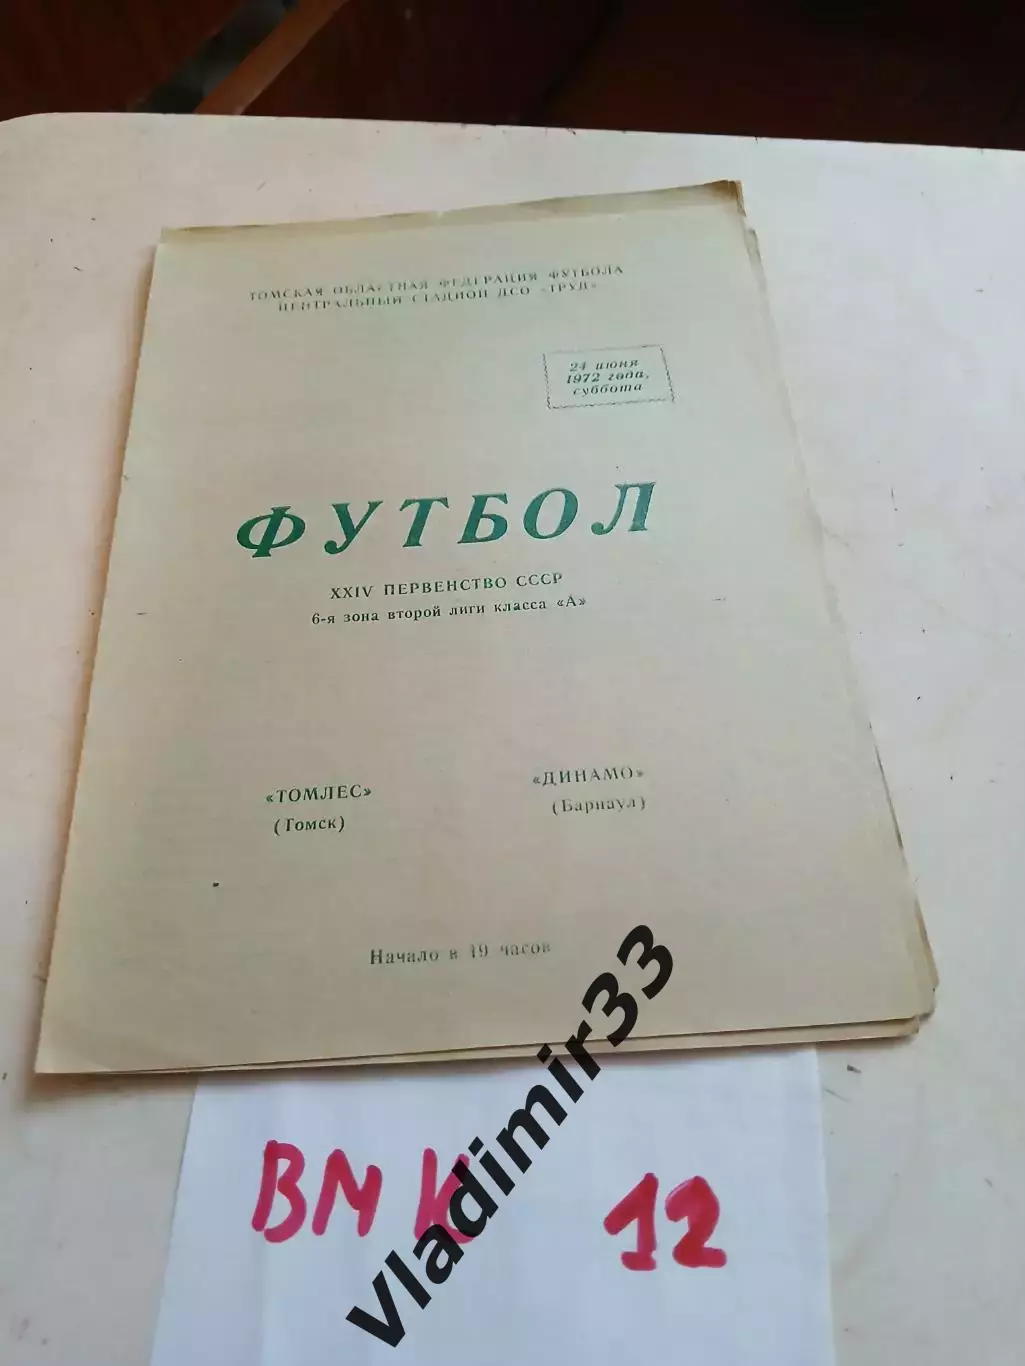 ТОМСКАЯ ОБЛАСТНАЯ ФЕДЕРАЦИЯ ФУТБОЛА
ЦЕНТРАЛЬНЫЙ СТАДИОН ДСО «ТРУД»
24 июня
1972 года,
суббота
ФУТБОЛ
XXIV ПЕРВЕНСТВО СССР
6-я зона второй лиги класса «А»
«ТОМЛЕС»
(Томск)
«ДИНАМО»
(Барнаул)
Начало в 19 часов
Vladimir33
ВМК 12